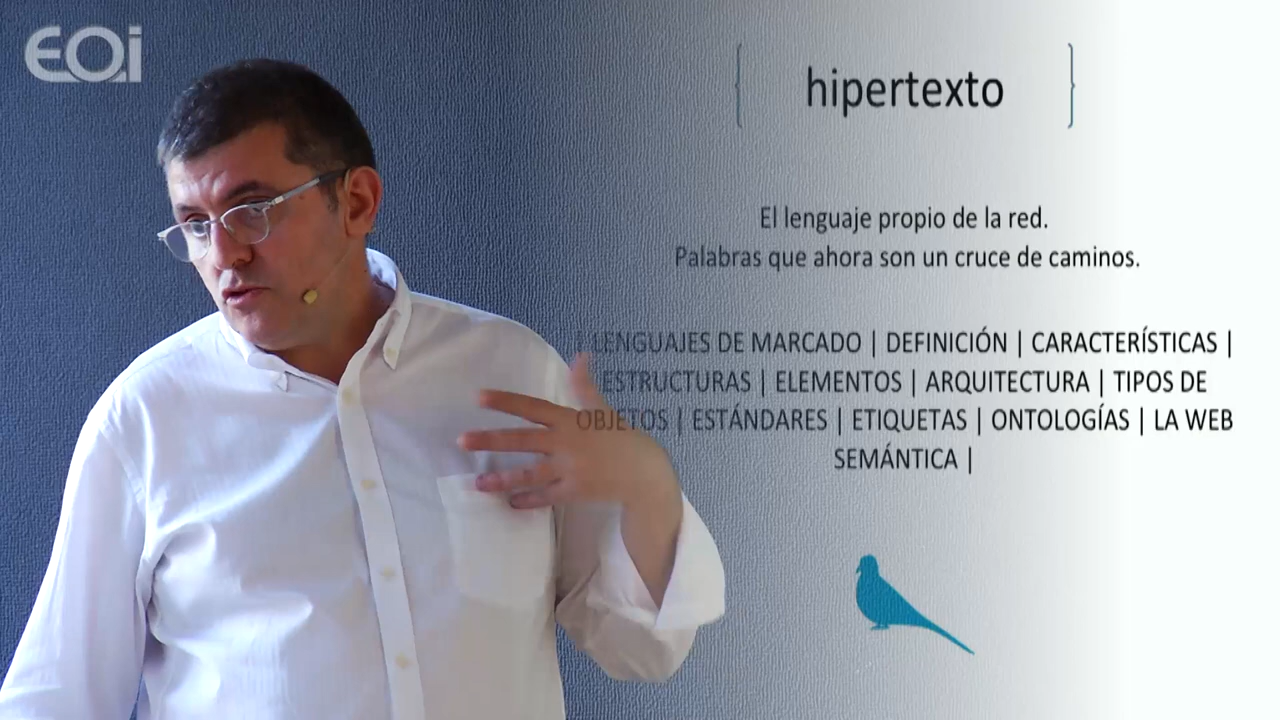 EOi
hipertexto
El lenguaje propio de la red.
Palabras que ahora son un cruce de caminos.
| LENGUAJES DE MARCADO | DEFINICIÓN | CARACTERÍSTICAS |
ESTRUCTURAS | ELEMENTOS | ARQUITECTURA | TIPOS DE
OBJETOS | ESTÁNDARES | ETIQUETAS | ONTOLOGÍAS | LA WEB
SEMÁNTICA |